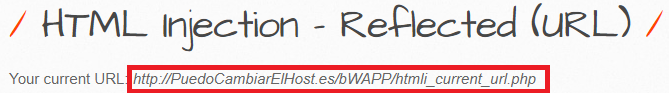 / HTML Injection - Reflected (URL) /
Your current URL: http://PuedoCambiarElHost.es/bWAPP/htmli_current_url.php